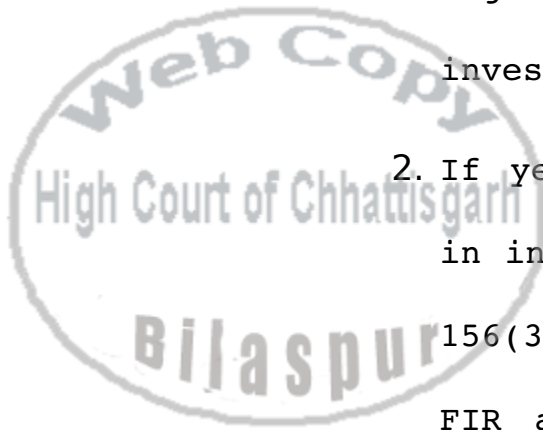 inves
Web Copy
2. If ye
High Court of Chhattisgarh
in in
Bilaspur
156(3
FIR a